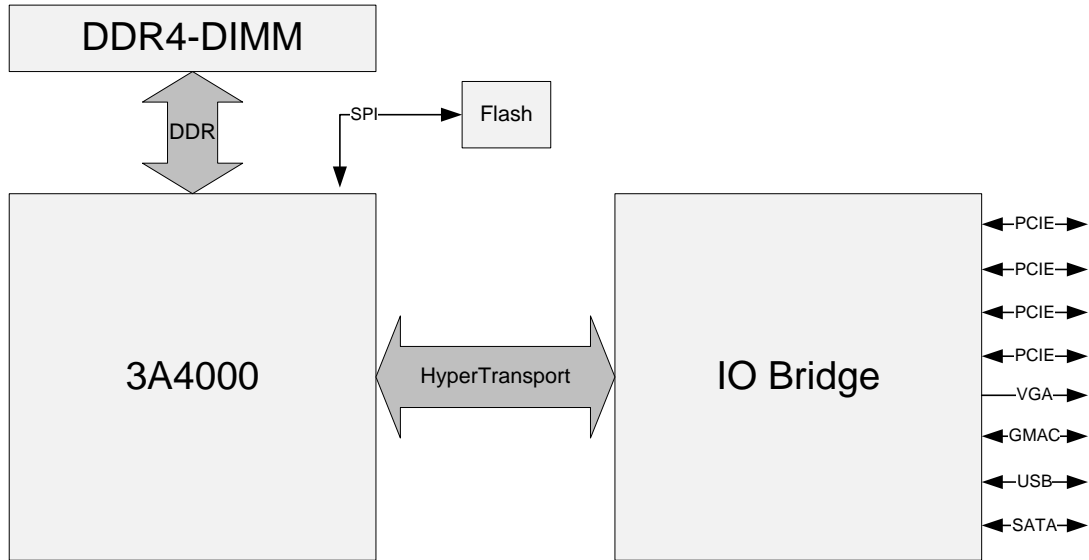 DDR4-DIMM
DDR
SPI
Flash
3A4000
HyperTransport
IO Bridge
PCIE
PCIE
PCIE
PCIE
VGA
GMAC
USB
SATA